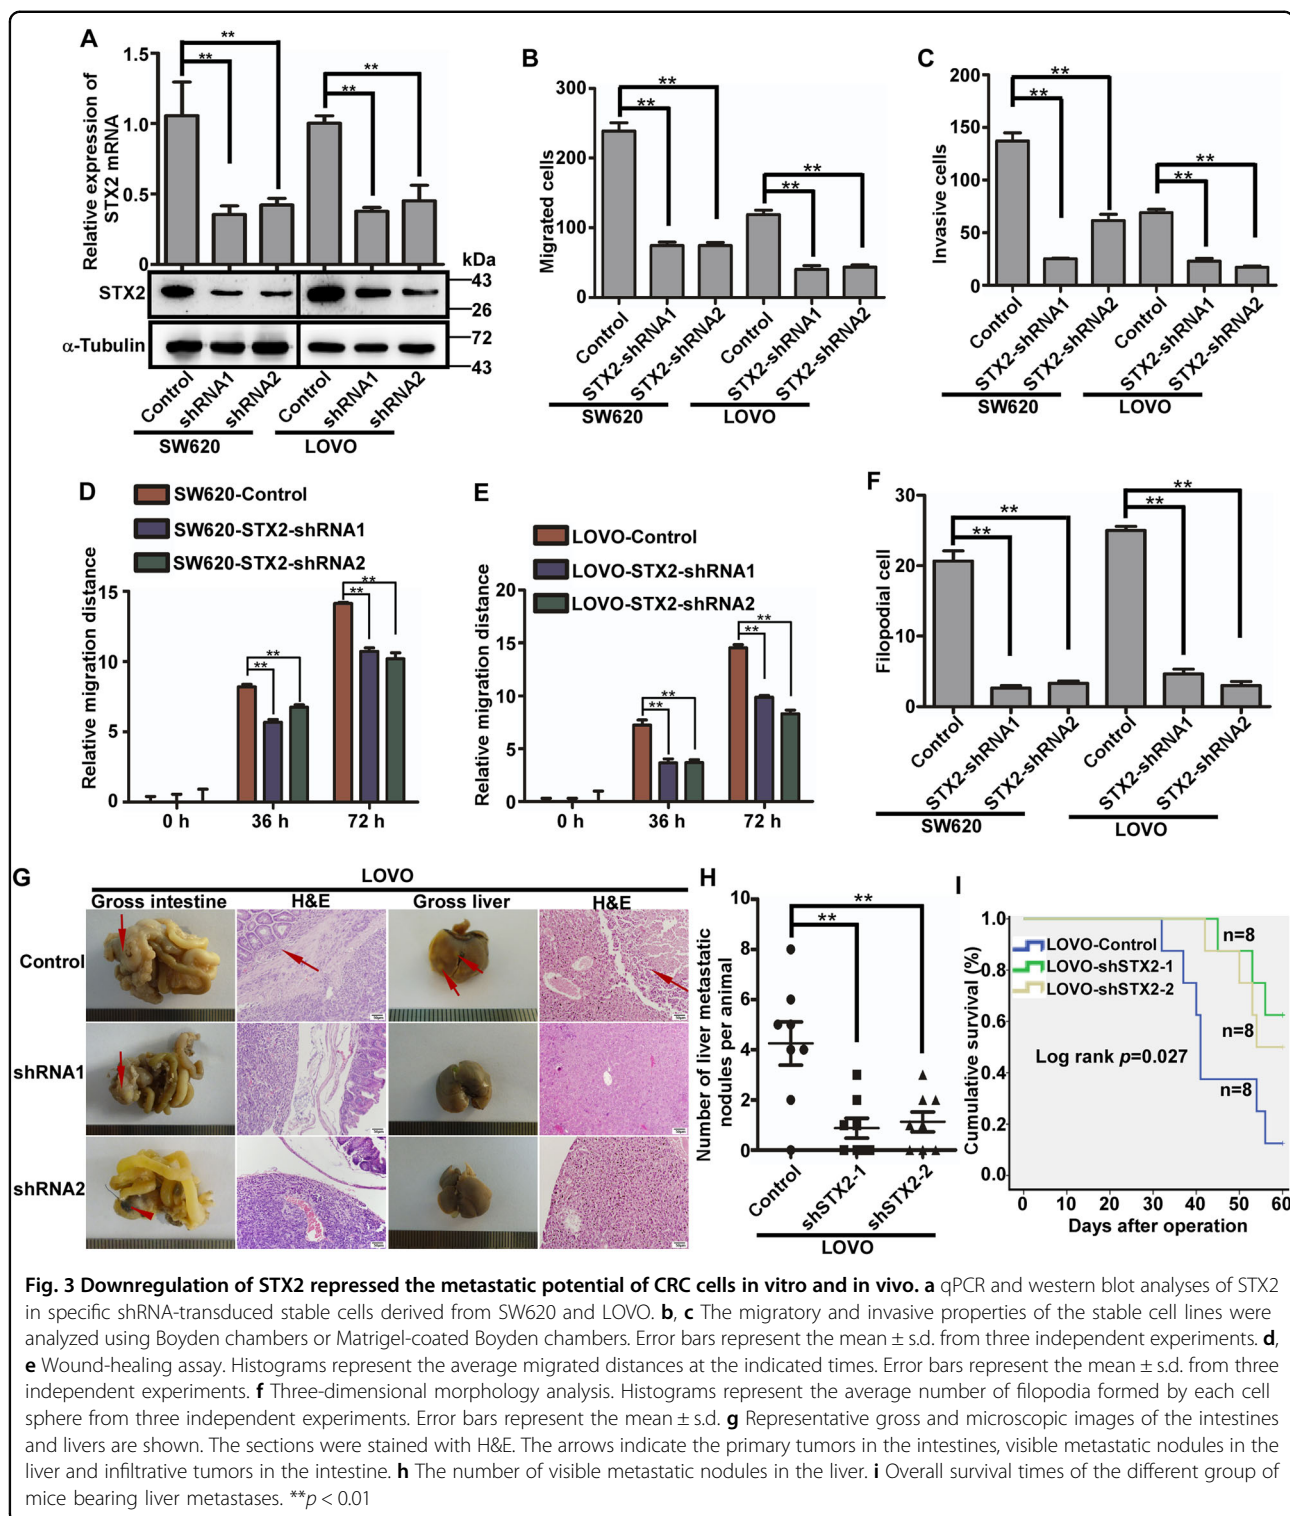 A
1.5
1.0
0.5
0.0
Relative expression of
STX2 mRNA
**
**
**
**
kDa
STX2
43
26
α-Tubulin
72
43
Control
shRNA1
shRNA2
Control
shRNA1
shRNA2
SW620
LOVO
B
300
200
100
0
Migrated cells
**
**
**
**
Control
STX2-shRNA1
STX2-shRNA2
Control
STX2-shRNA1
STX2-shRNA2
SW620
LOVO
C
200
150
100
50
0
Invasive cells
**
**
**
**
Control
STX2-shRNA1
STX2-shRNA2
Control
STX2-shRNA1
STX2-shRNA2
SW620
LOVO
D
SW620-Control
SW620-STX2-shRNA1
SW620-STX2-shRNA2
15
10
5
0
Relative migration distance
**
**
**
**
0 h
36 h
72 h
E
LOVO-Control
LOVO-STX2-shRNA1
LOVO-STX2-shRNA2
20
15
10
5
0
Relative migration distance
**
**
**
**
0 h
36 h
72 h
F
30
20
10
0
Filopodial cell
**
**
**
**
Control
STX2-shRNA1
STX2-shRNA2
Control
STX2-shRNA1
STX2-shRNA2
SW620
LOVO
G
LOVO
Gross intestine
H&E
Gross liver
H&E
Control
shRNA1
shRNA2
H
10
8
6
4
2
0
Number of liver metastatic
nodules per animal
**
**
Control
shSTX2-1
shSTX2-2
LOVO
I
1.0
0.8
0.6
0.4
0.2
0.0
Cumulative survival (%)
LOVO-Control
LOVO-shSTX2-1
LOVO-shSTX2-2
n=8
n=8
n=8
Log rank p=0.027
0 10 20 30 40 50 60
Days after operation
Fig. 3 Downregulation of STX2 repressed the metastatic potential of CRC cells in vitro and in vivo. a qPCR and western blot analyses of STX2
in specific shRNA-transduced stable cells derived from SW620 and LOVO. b, c The migratory and invasive properties of the stable cell lines were
analyzed using Boyden chambers or Matrigel-coated Boyden chambers. Error bars represent the mean ± s.d. from three independent experiments. d,
e Wound-healing assay. Histograms represent the average migrated distances at the indicated times. Error bars represent the mean ± s.d. from three
independent experiments. f Three-dimensional morphology analysis. Histograms represent the average number of filopodia formed by each cell
sphere from three independent experiments. Error bars represent the mean ± s.d. g Representative gross and microscopic images of the intestines
and livers are shown. The sections were stained with H&E. The arrows indicate the primary tumors in the intestines, visible metastatic nodules in the
liver and infiltrative tumors in the intestine. h The number of visible metastatic nodules in the liver. i Overall survival times of the different group of
mice bearing liver metastases. **p < 0.01